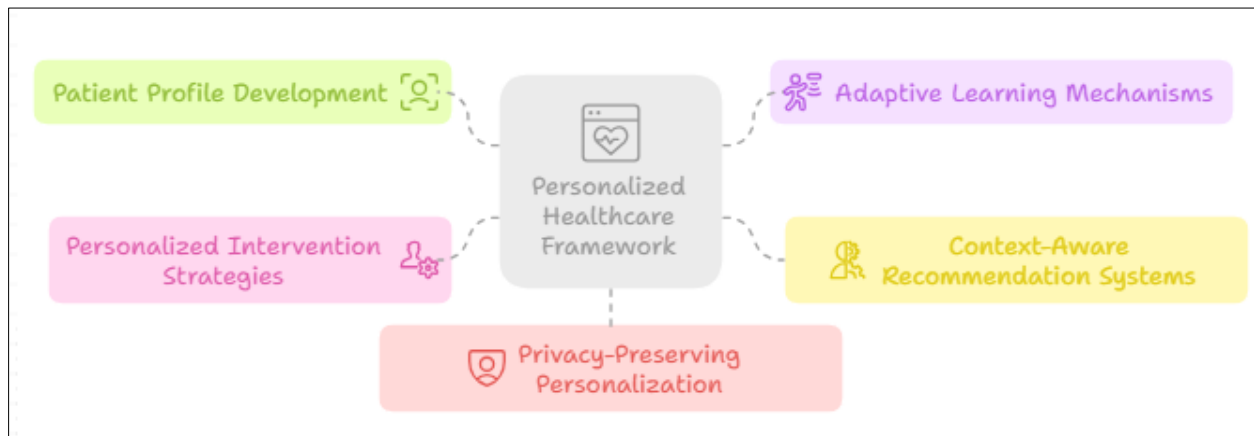 Patient Profile Development
Adaptive Learning Mechanisms
Personalized
Healthcare
Framework
Personalized Intervention
Strategies
Context-Aware
Recommendation Systems
Privacy-Preserving
Personalization